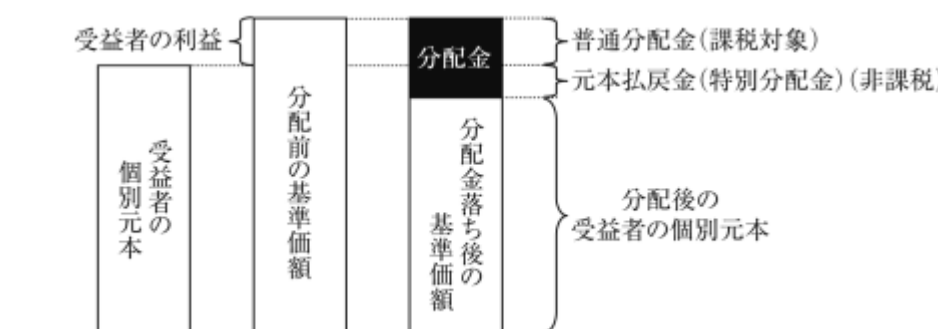 受益者の利益
分配金
普通分配金(課税対象)
元本払戻金(特別分配金)(非課税)
受益者の
個別元本
分配前の基準価額
分配金落ち後の
基準価額
分配後の
受益者の個別元本